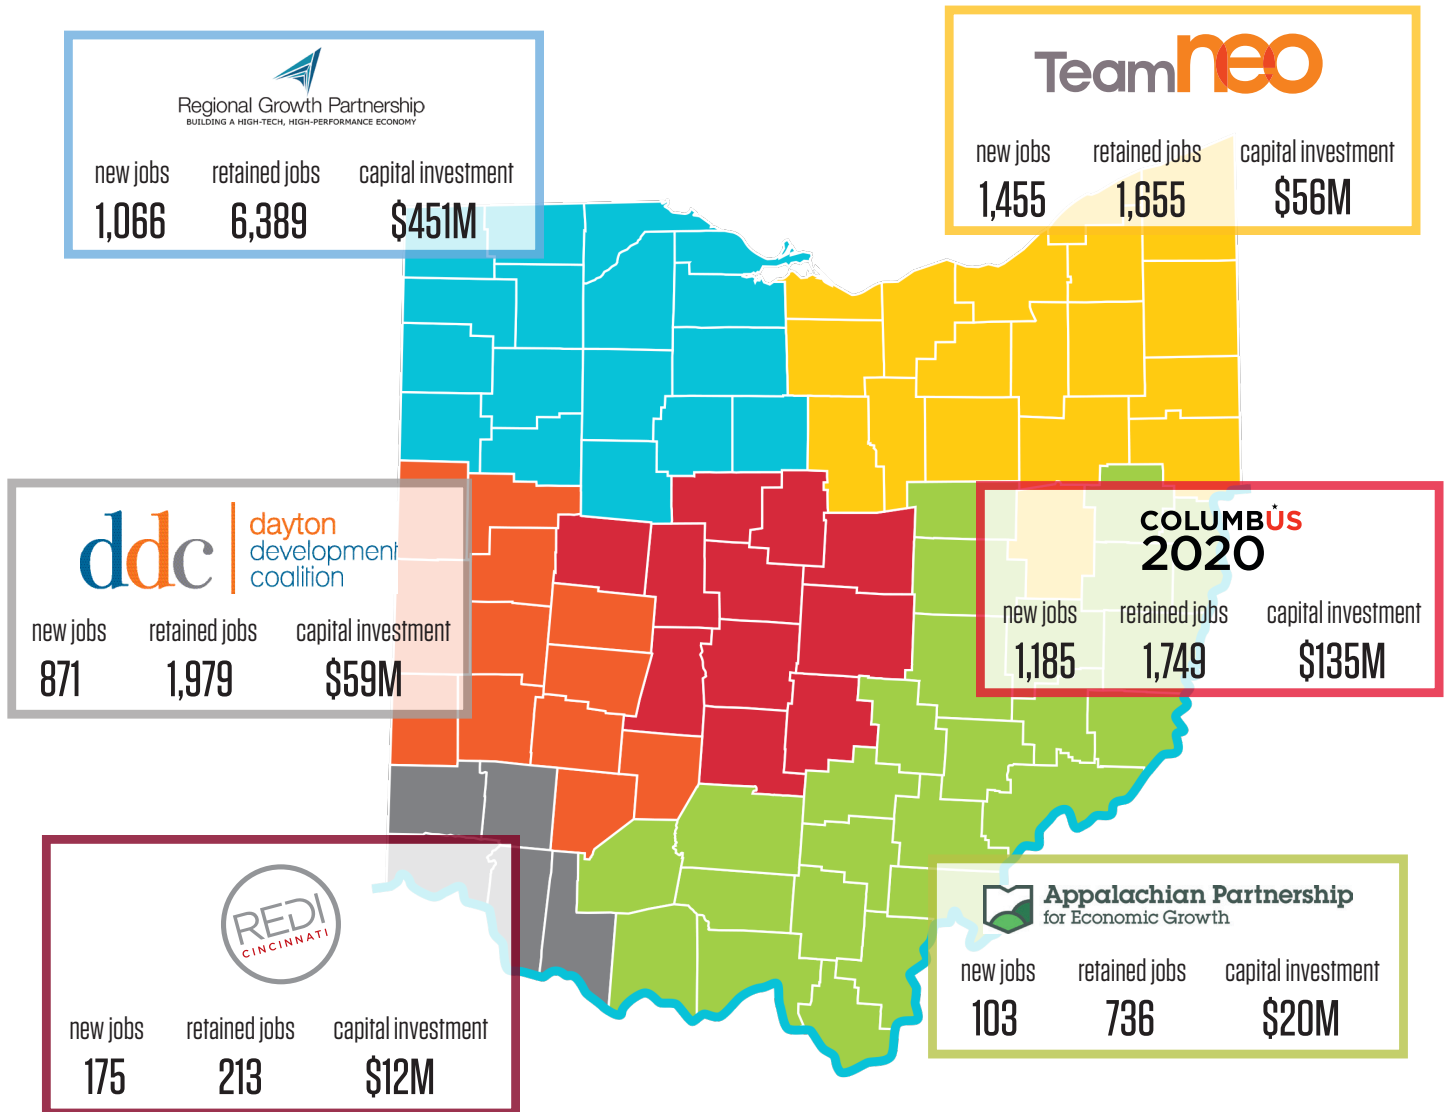 Regional Growth Partnership
BUILDING A HIGH-TECH, HIGH-PERFORMANCE ECONOMY
new jobs retained jobs capital investment
1,066 6,389 $451M
Teamneo
new jobs retained jobs capital investment
1,455 1,655 $56M
ddc
dayton
development
coalition
new jobs retained jobs capital investment
871 1,979 $59M
COLUMBUS
2020
new jobs retained jobs capital investment
1,185 1,749 $135M
REDI
CINCINNATI
new jobs retained jobs capital investment
175 213 $12M
Appalachian Partnership
for Economic Growth
new jobs retained jobs capital investment
103 736 $20M